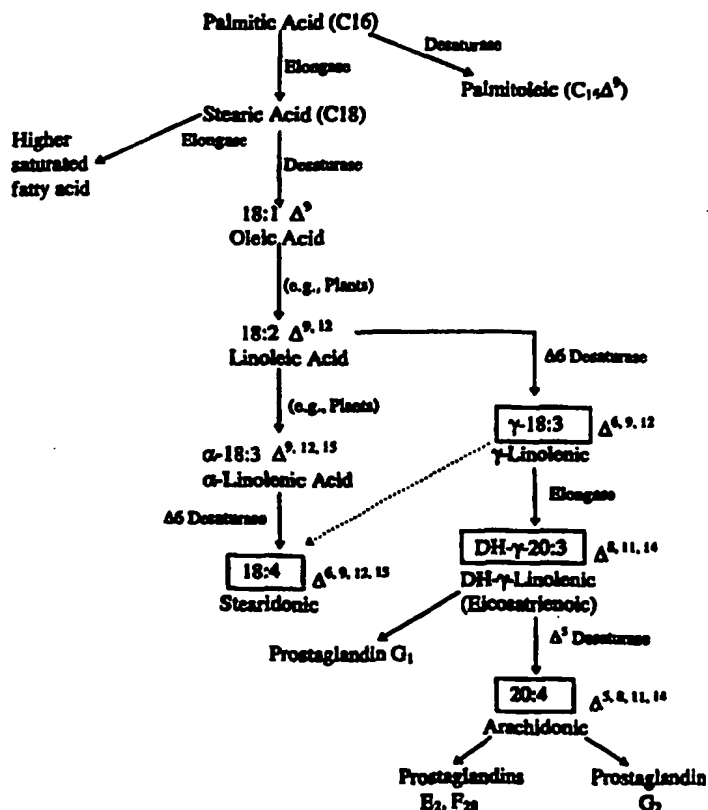 Palmitic Acid (C16)
Desaturase
Elongase
Palmitoleic (C₁₆Δ⁹)
Stearic Acid (C18)
Elongase
Higher
saturated
fatty acid
Desaturase
18:1 Δ⁹
Oleic Acid
(e.g., Plants)
18:2 Δ⁹, ¹²
Linoleic Acid
Δ6 Desaturase
(e.g., Plants)
γ-18:3 Δ⁶, ⁹, ¹²
γ-Linolenic
α-18:3 Δ⁹, ¹², ¹⁵
α-Linolenic Acid
Elongase
Δ6 Desaturase
DH-γ-20:3 Δ⁸, ¹¹, ¹⁴
DH-γ-Linolenic
(Eicosatrienoic)
18:4 Δ⁶, ⁹, ¹², ¹⁵
Stearidonic
Δ⁵ Desaturase
Prostaglandin G₁
20:4 Δ⁵, ⁸, ¹¹, ¹⁴
Arachidonic
Prostaglandins
E₂,
Prostaglandin
G₂